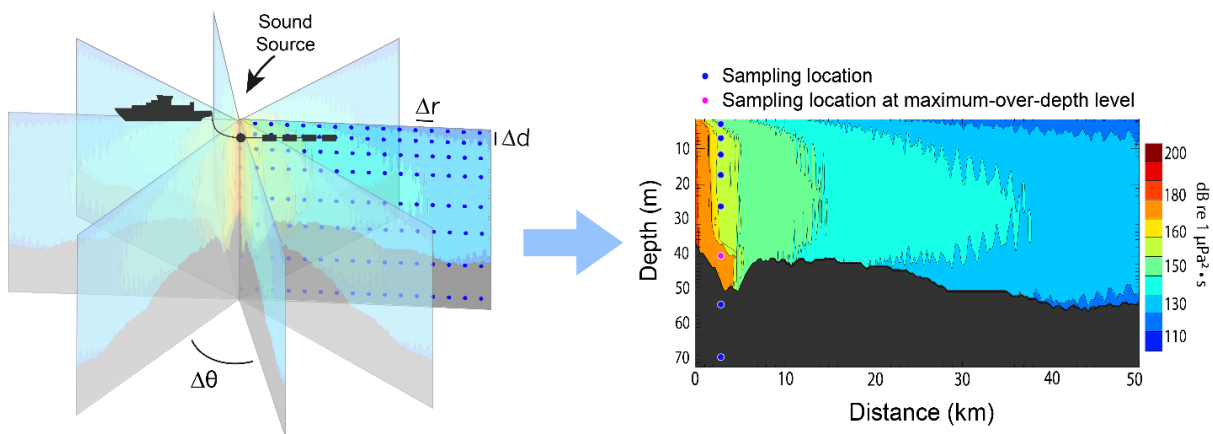 Sound
Source
Δr
Δd
Δθ
Sampling location
Sampling location at maximum-over-depth level
Depth (m)
10
20
30
40
50
60
70
0
10
20
30
40
50
Distance (km)
200
180
160
150
130
110
dB re 1 µPa²·s